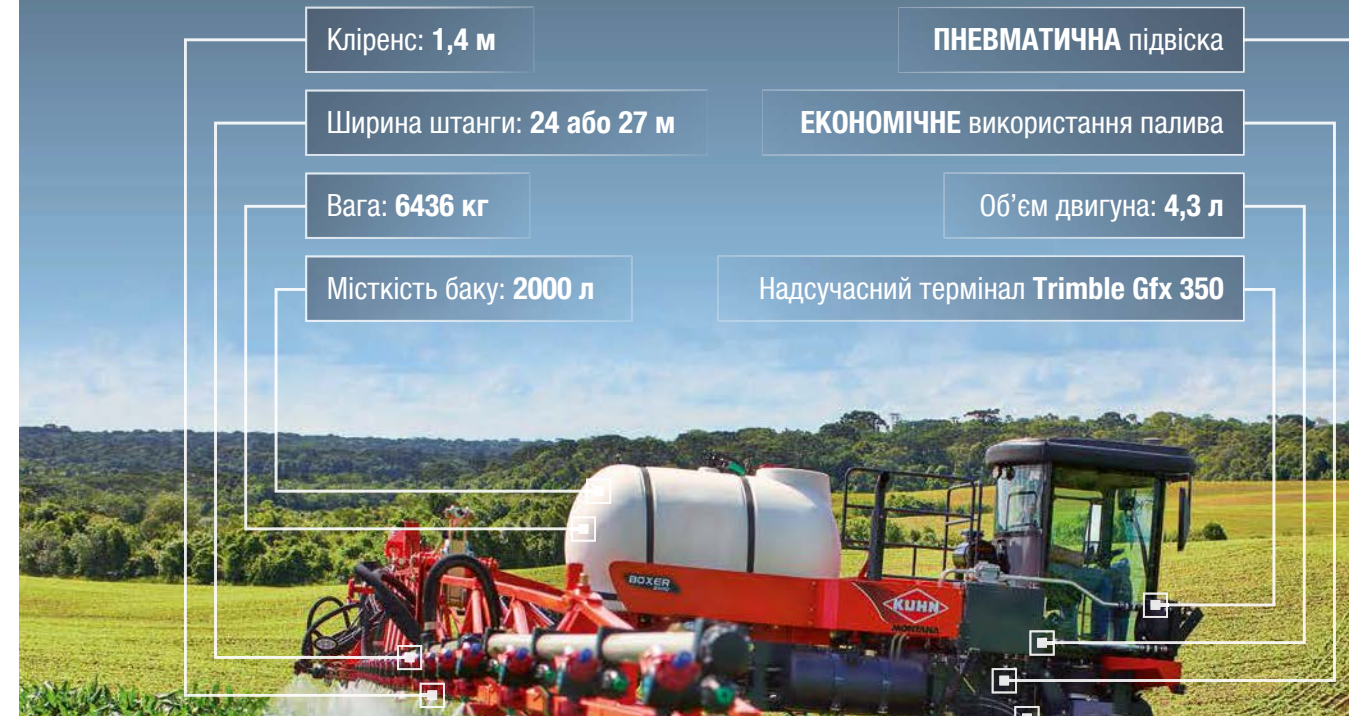 Кліренс: 1,4 м
ПНЕВМАТИЧНА підвіска
Ширина штанги: 24 або 27 м
ЕКОНОМІЧНЕ використання палива
Вага: 6436 кг
Об’єм двигуна: 4,3 л
Місткість баку: 2000 л
Надсучасний термінал Trimble Gfx 350
BOXER
KUHN
MONTANA